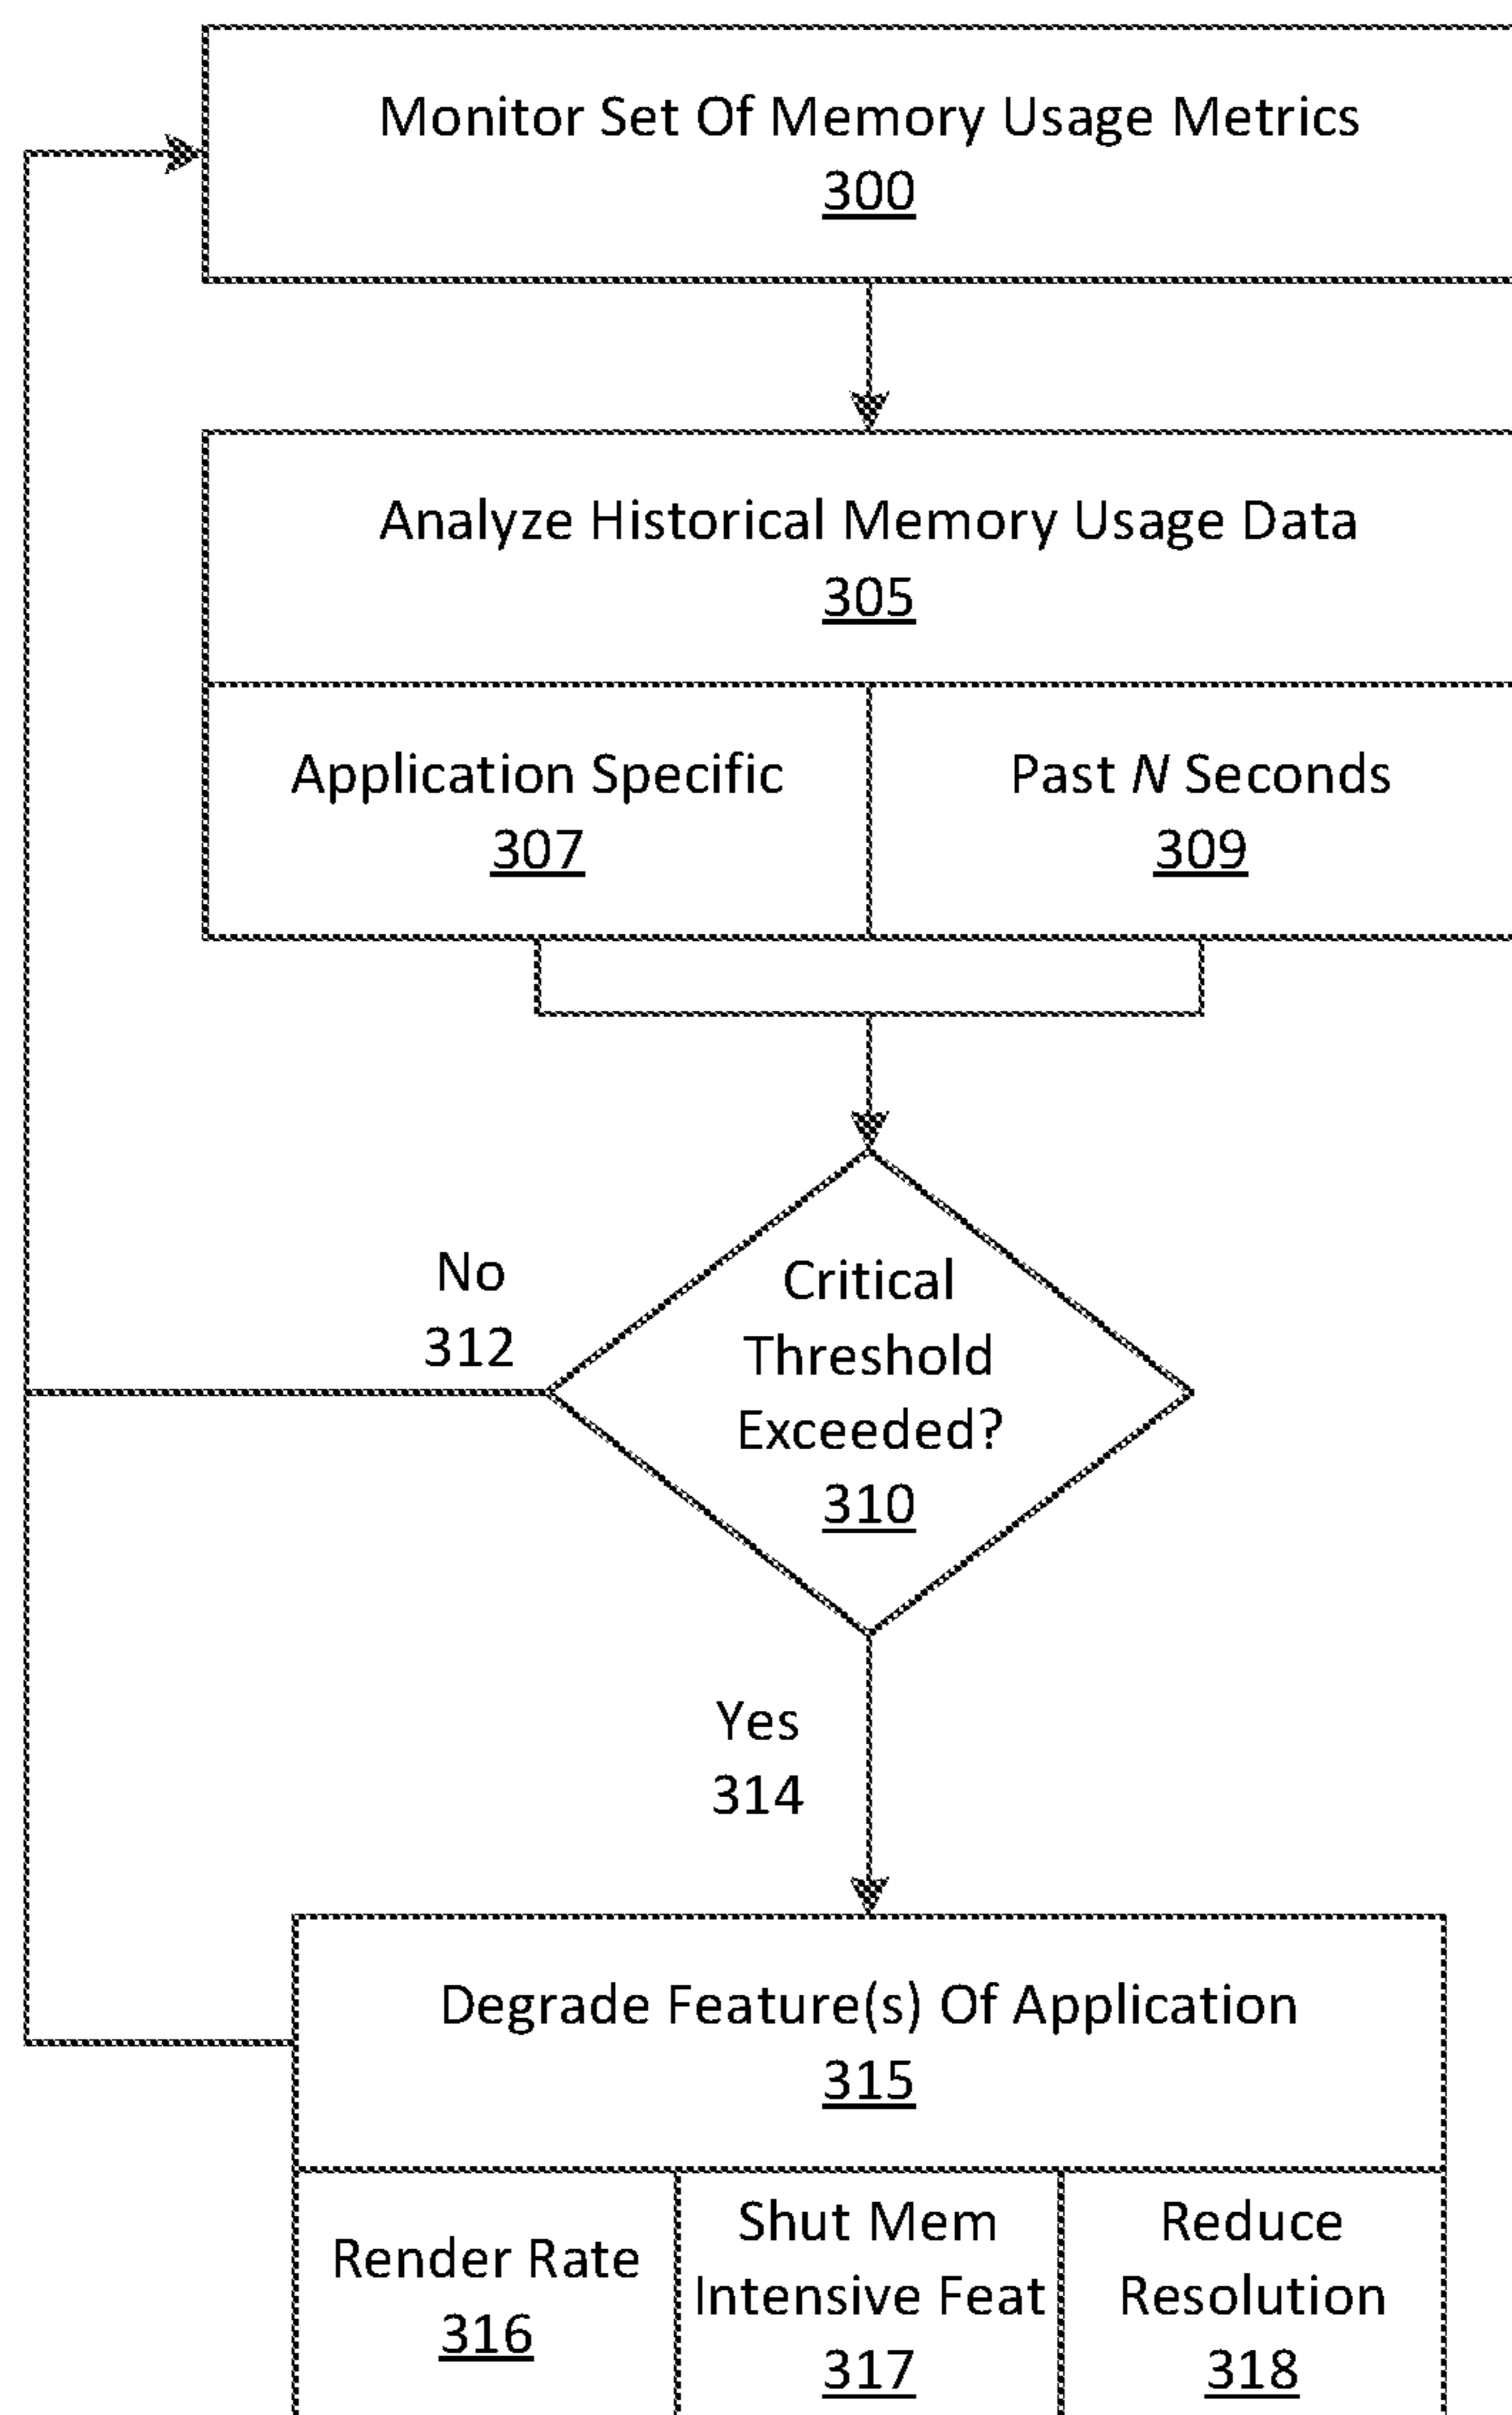 Monitor Set Of Memory Usage Metrics
300
Analyze Historical Memory Usage Data
305
Application Specific
307
Past N Seconds
309
Critical
Threshold
Exceeded?
310
No
312
Yes
314
Degrade Feature(s) Of Application
315
Render Rate
316
Shut Mem
Intensive Feat
317
Reduce
Resolution
318